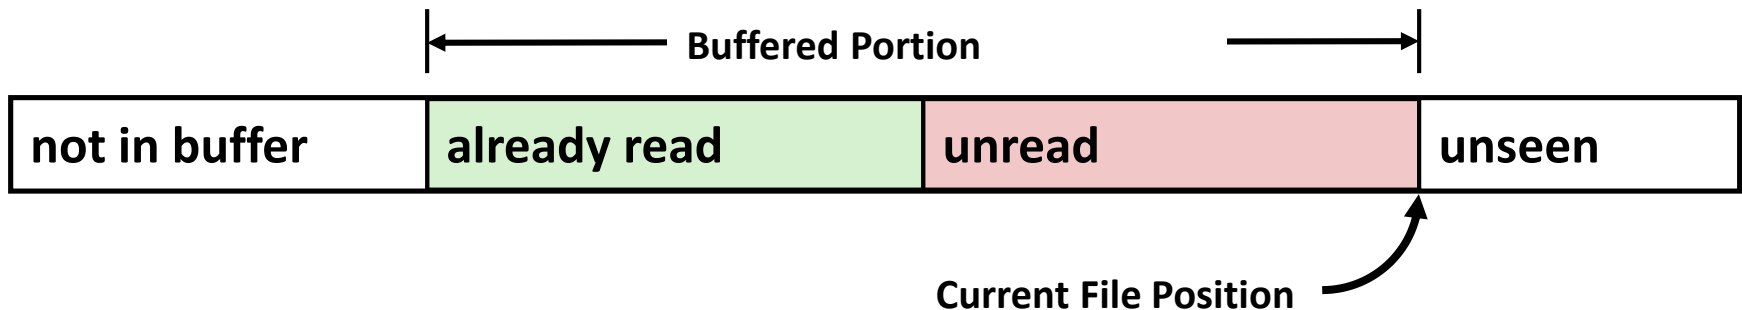 Buffered Portion
not in buffer
already read
unread
unseen
Current File Position